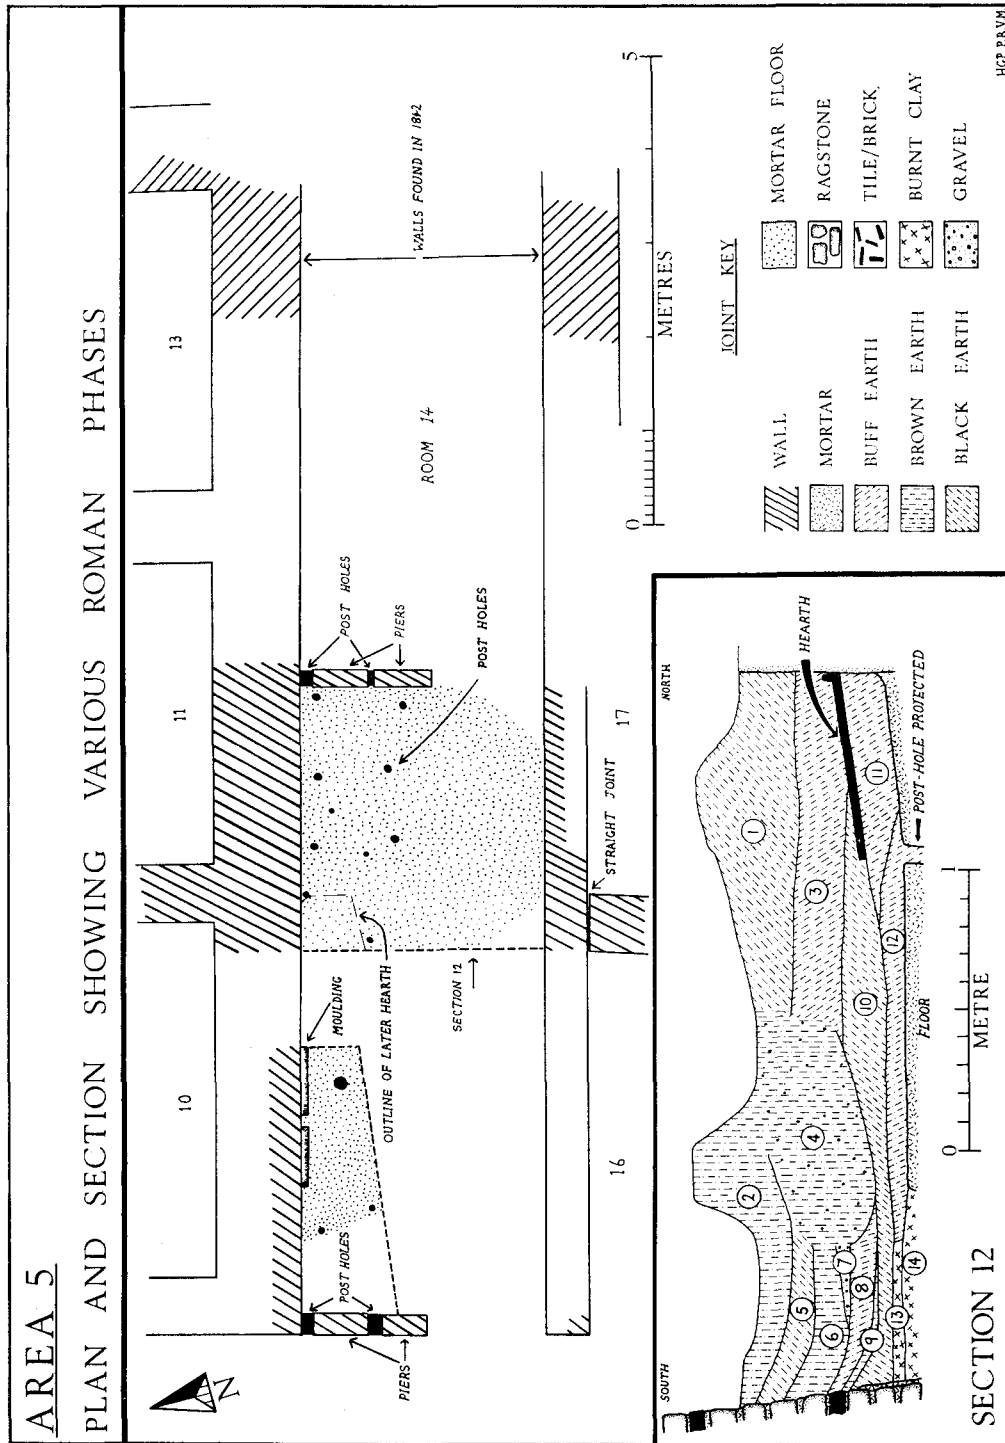 AREA 5
PLAN AND SECTION SHOWING VARIOUS ROMAN PHASES
N
10
11
13
POST HOLES
PIERS
MOULDING
OUTLINE OF LATER HEARTH
SECTION 12
POST HOLES
PIERS
POST HOLES
ROOM 14
WALLS FOUND IN 1842
16
STRAIGHT JOINT
17
0
5
METRES
JOINT KEY
WALL
MORTAR
BUFF EARTH
BROWN EARTH
BLACK EARTH
MORTAR FLOOR
RAGSTONE
TILE/BRICK
BURNT CLAY
GRAVEL
SOUTH
NORTH
HEARTH
1
2
3
4
5
6
7
8
9
10
11
12
13
14
POST-HOLE PROJECTED
FLOOR
0
1
METRE
SECTION 12